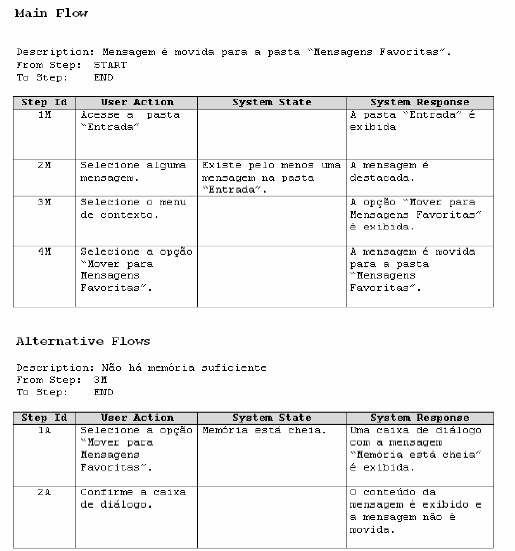 Main Flow
Description: Mensagem é movida para a pasta "Mensagens Favoritas".
From Step: START
To Step: END
Step Id User Action System State System Response
1M Acesse a pasta "Entrada" A pasta "Entrada" é exibida
2M Selecione alguma mensagem. Existe pelo menos uma mensagem na pasta "Entrada". A mensagem é destacada.
3M Selecione o menu de contexto. A opção "Mover para Mensagens Favoritas" é exibida.
4M Selecione a opção "Mover para Mensagens Favoritas". A mensagem é movida para a pasta "Mensagens Favoritas".
Alternative Flows
Description: Não há memória suficiente
From Step: 3M
To Step: END
Step Id User Action System State System Response
1A Selecione a opção "Mover para Mensagens Favoritas". Memória está cheia. Uma caixa de diálogo com a mensagem "Memória está cheia" é exibida.
2A Confirme a caixa de diálogo. O conteúdo da mensagem é exibido e a mensagem não é movida.